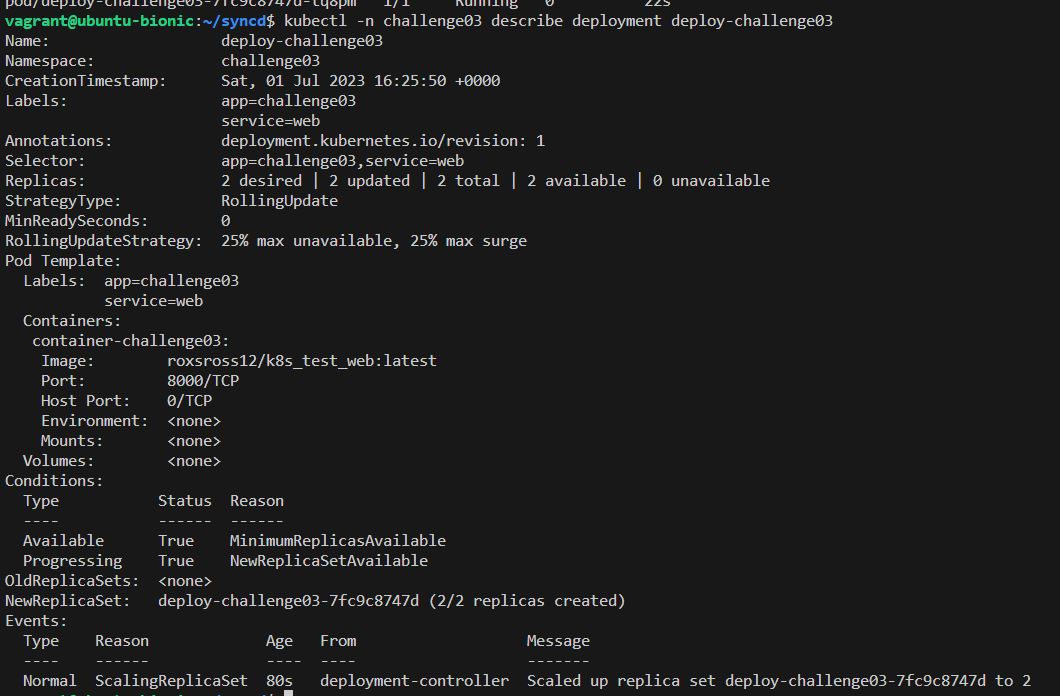 pod/deploy-challenge03-7fc9c8747d-tq8pm 1/1 Running 0 22s
vagrant@ubuntu-bionic:~/syncd$ kubectl -n challenge03 describe deployment deploy-challenge03
Name: deploy-challenge03
Namespace: challenge03
CreationTimestamp: Sat, 01 Jul 2023 16:25:50 +0000
Labels: app=challenge03
service=web
Annotations: deployment.kubernetes.io/revision: 1
Selector: app=challenge03,service=web
Replicas: 2 desired | 2 updated | 2 total | 2 available | 0 unavailable
StrategyType: RollingUpdate
MinReadySeconds: 0
RollingUpdateStrategy: 25% max unavailable, 25% max surge
Pod Template:
Labels: app=challenge03
service=web
Containers:
container-challenge03:
Image: roxsross12/k8s_test_web:latest
Port: 8000/TCP
Host Port: 0/TCP
Environment: <none>
Mounts: <none>
Volumes: <none>
Conditions:
Type Status Reason
---- ------ ------
Available True MinimumReplicasAvailable
Progressing True NewReplicaSetAvailable
OldReplicaSets: <none>
NewReplicaSet: deploy-challenge03-7fc9c8747d (2/2 replicas created)
Events:
Type Reason Age From Message
---- ------ ---- ---- -------
Normal ScalingReplicaSet 80s deployment-controller Scaled up replica set deploy-challenge03-7fc9c8747d to 2